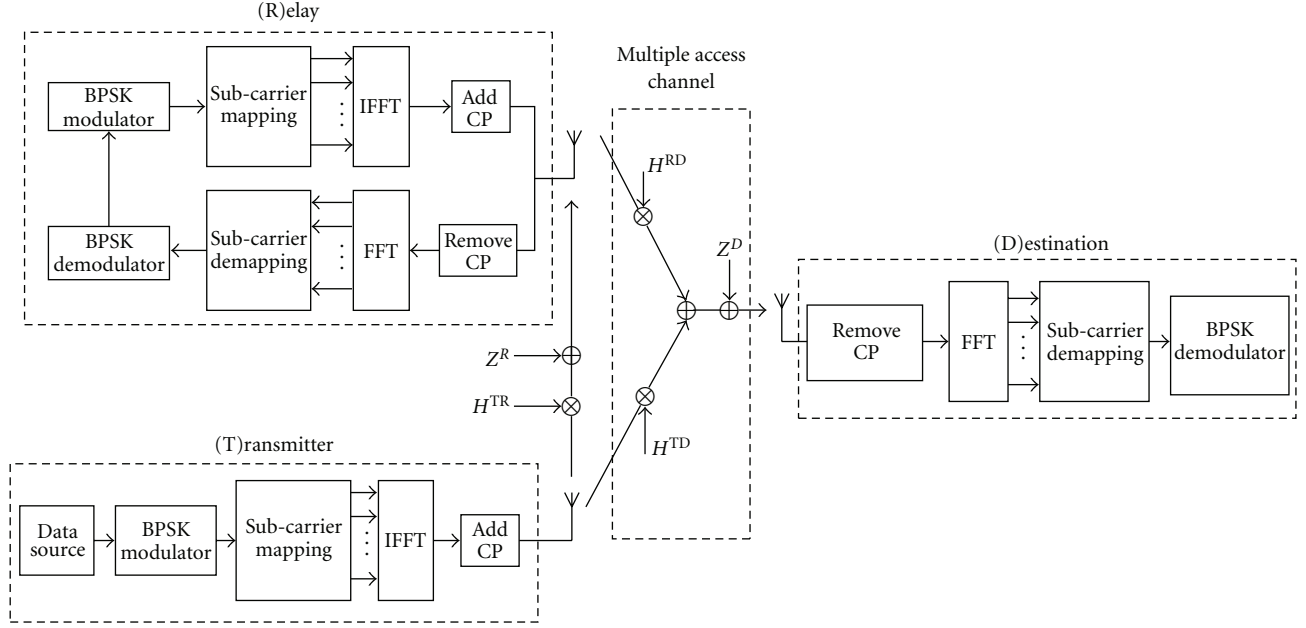 (R)elay
BPSK
modulator
Sub-carrier
mapping
IFFT
Add
CP
BPSK
demodulator
Sub-carrier
demapping
FFT
Remove
CP
Multiple access
channel
H^RD
Z^D
H^TD
Z^R
H^TR
(D)estination
Remove
CP
FFT
Sub-carrier
demapping
BPSK
demodulator
(T)ransmitter
Data
source
BPSK
modulator
Sub-carrier
mapping
IFFT
Add
CP